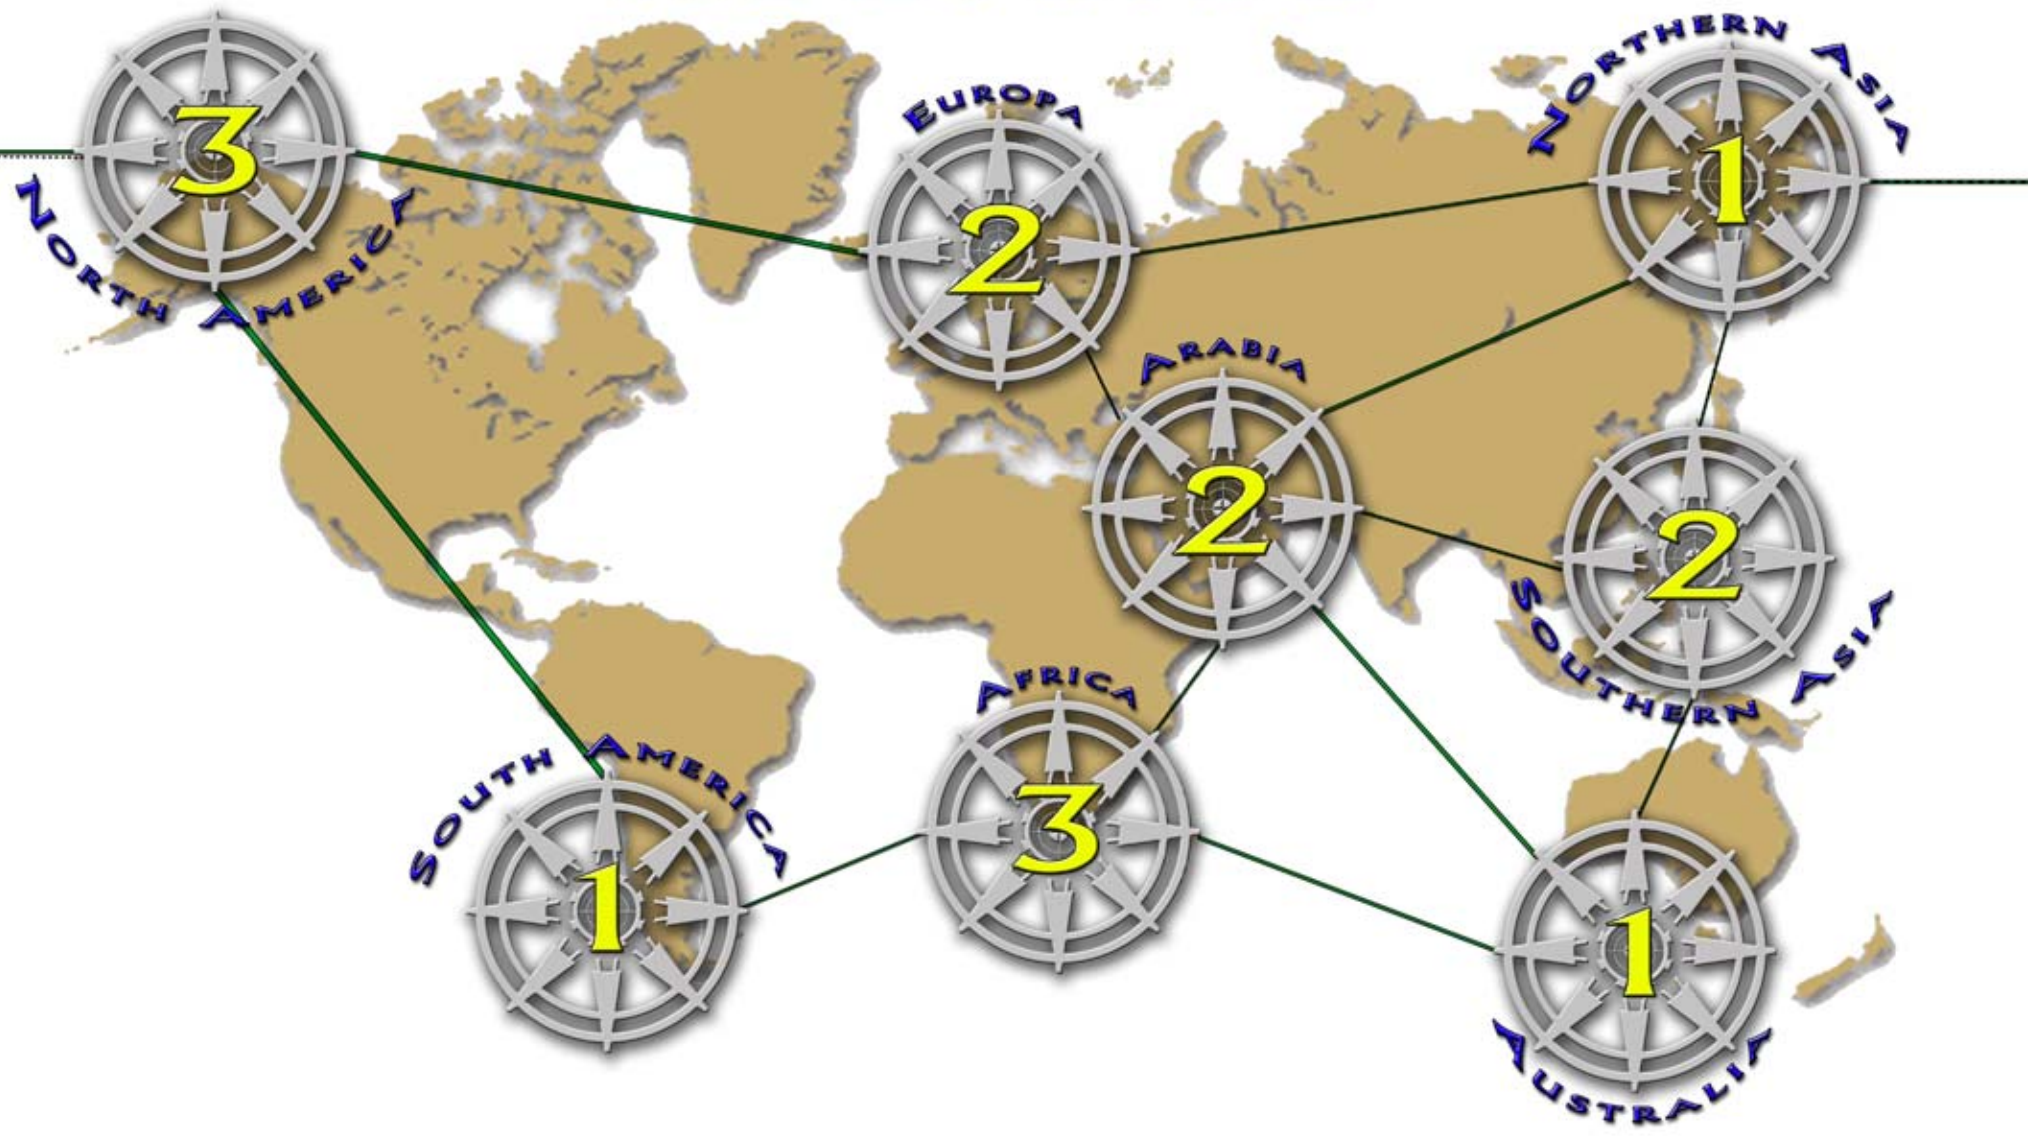 NORTH AMERICA
3
EUROPA
2
NORTHERN ASIA
1
ARABIA
2
SOUTHERN ASIA
2
SOUTH AMERICA
1
AFRICA
3
AUSTRALIA
1